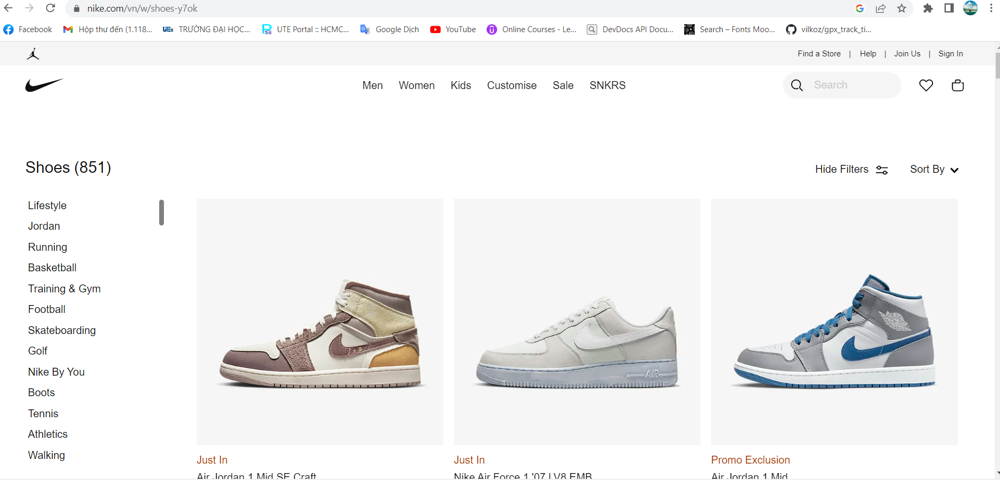 nike.com/vn/w/shoes-y7ok
Facebook
Hộp thư đến (1.118...
UTEx TRƯỜNG ĐẠI HỌC...
UTE Portal :: HCMC...
Google Dịch
YouTube
Online Courses - Le...
DevDocs API Docu...
Search – Fonts Moo...
vilkoz/gpx_track_ti...
Find a Store | Help | Join Us | Sign In
Men Women Kids Customise Sale SNKRS
Search
Shoes (851)
Hide Filters
Sort By
Lifestyle
Jordan
Running
Basketball
Training & Gym
Football
Skateboarding
Golf
Nike By You
Boots
Tennis
Athletics
Walking
AIR
Just In
Air Jordan 1 Mid SE Craft
Just In
Nike Air Force 1 '07 LV8 EMB
Promo Exclusion
Air Jordan 1 Mid